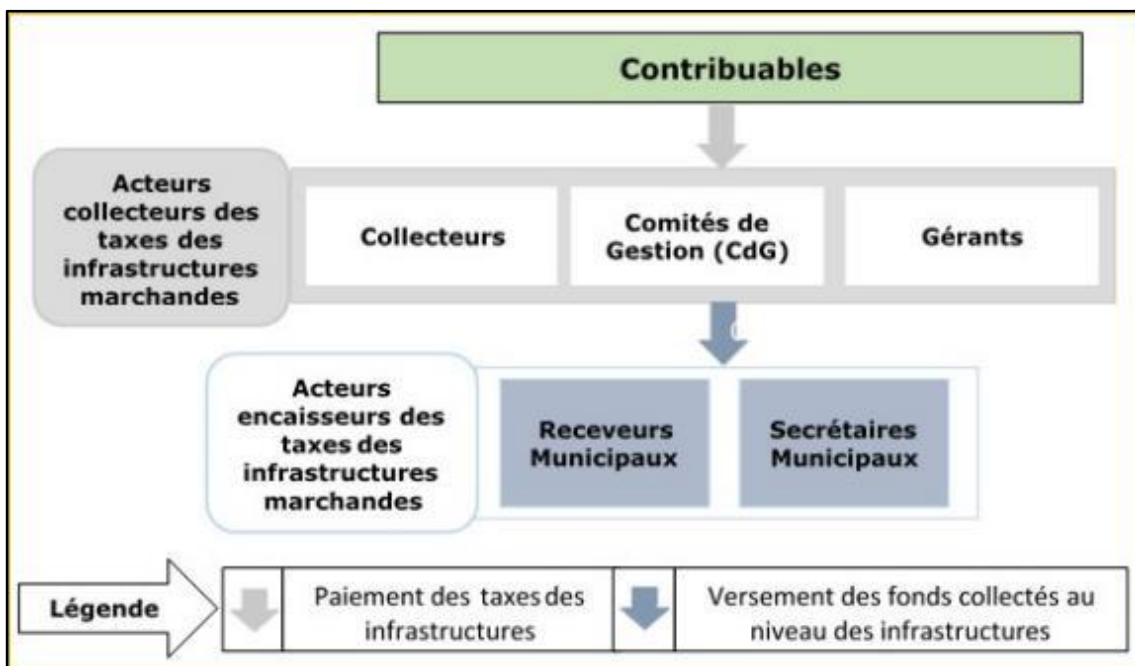 Contribuables
Acteurs
collecteurs des
taxes des
infrastructures
marchandes
Collecteurs
Comités de
Gestion (CdG)
Gérants
Acteurs
encaisseurs des
taxes des
infrastructures
marchandes
Receveurs
Municipaux
Secrétaires
Municipaux
Légende
Paiement des taxes des
infrastructures
Versement des fonds collectés au
niveau des infrastructures